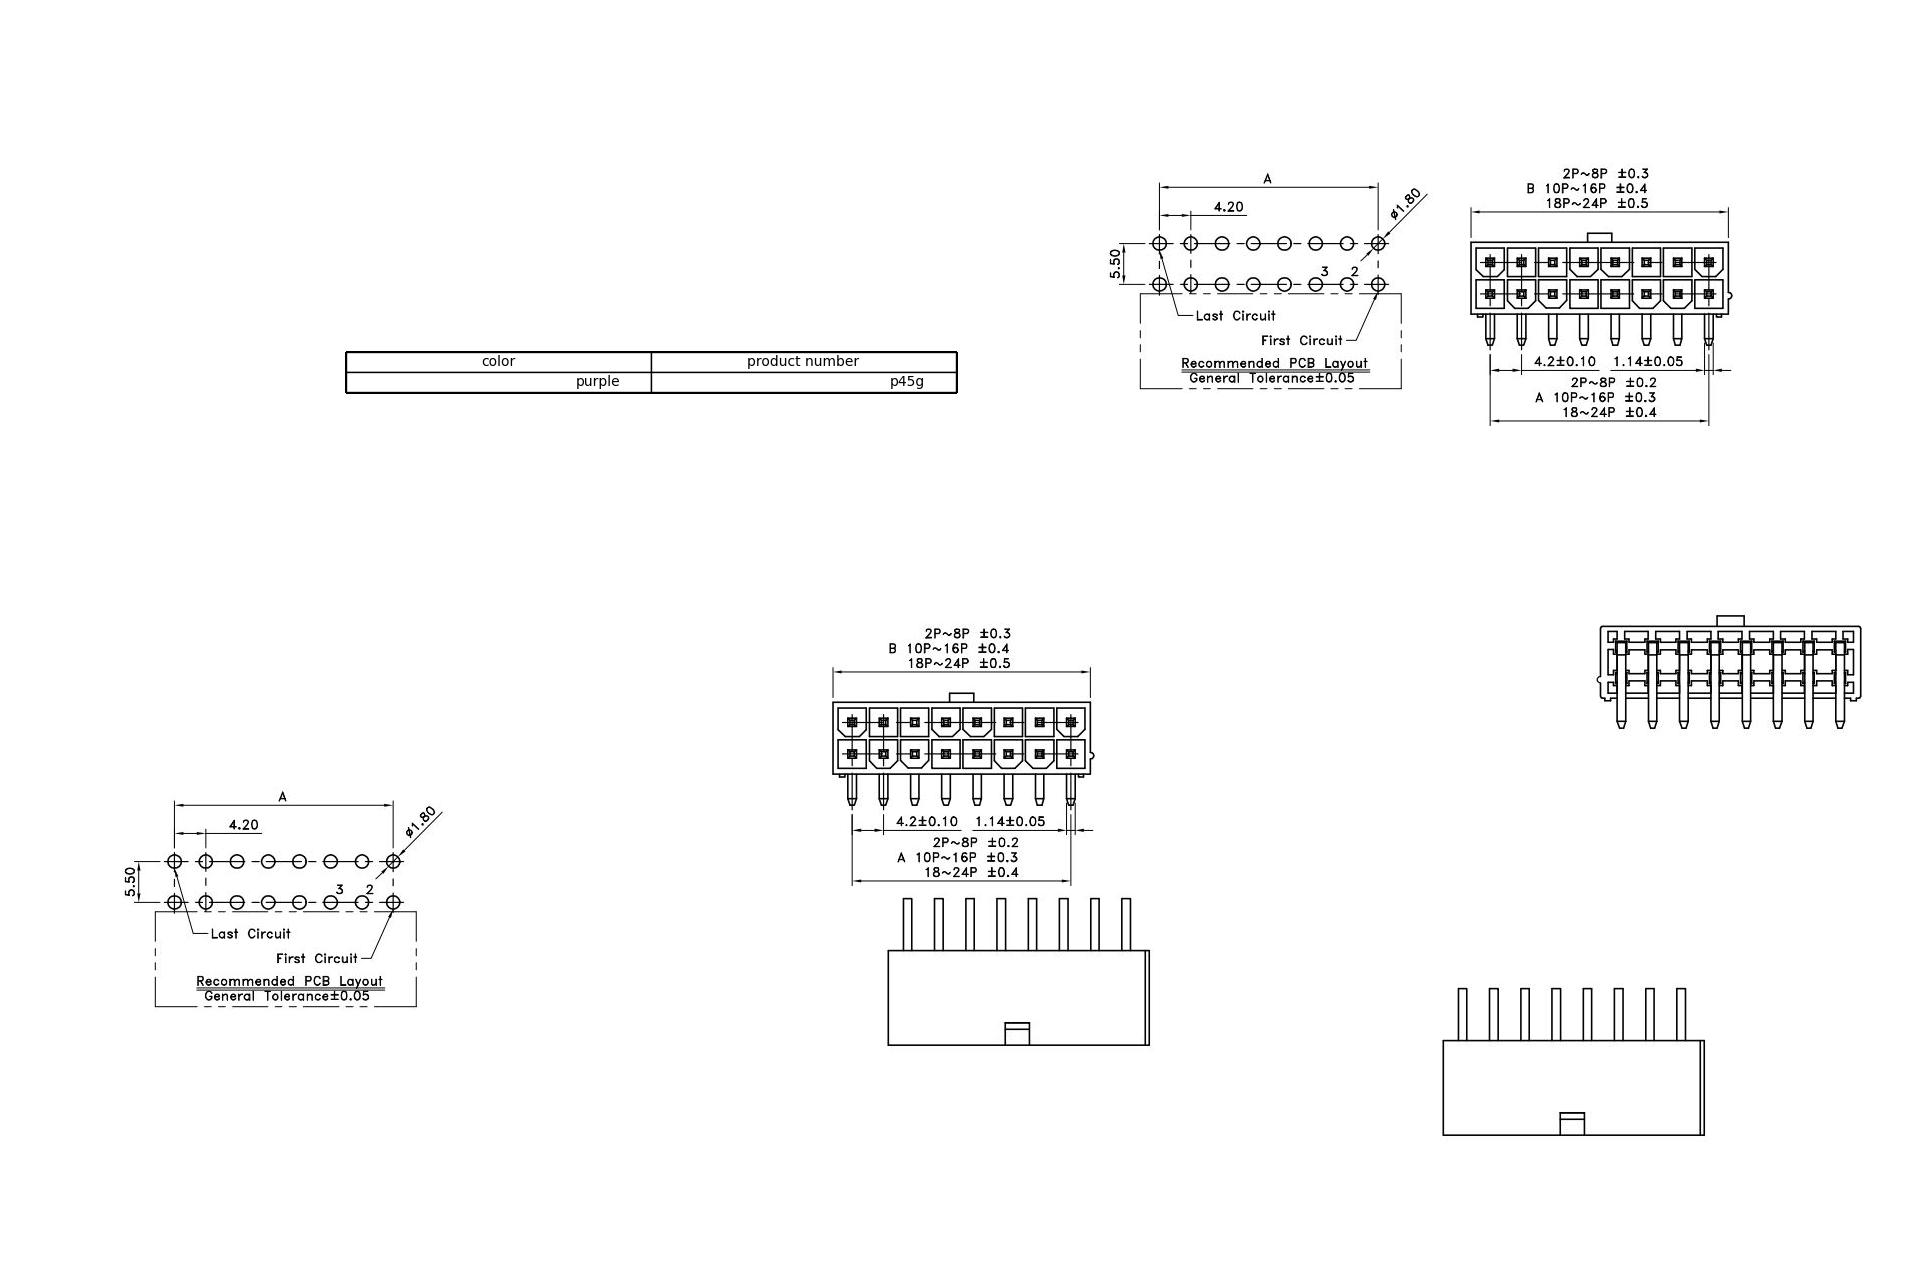 A
4.20
ø1.80
5.50
3 2
Last Circuit
First Circuit
Recommended PCB Layout
General Tolerance±0.05
2P~8P ±0.3
B 10P~16P ±0.4
18P~24P ±0.5
4.2±0.10 1.14±0.05
2P~8P ±0.2
A 10P~16P ±0.3
18~24P ±0.4
color product number
purple p45g
2P~8P ±0.3
B 10P~16P ±0.4
18P~24P ±0.5
4.2±0.10 1.14±0.05
2P~8P ±0.2
A 10P~16P ±0.3
18~24P ±0.4
A
4.20
ø1.80
5.50
3 2
Last Circuit
First Circuit
Recommended PCB Layout
General Tolerance±0.05